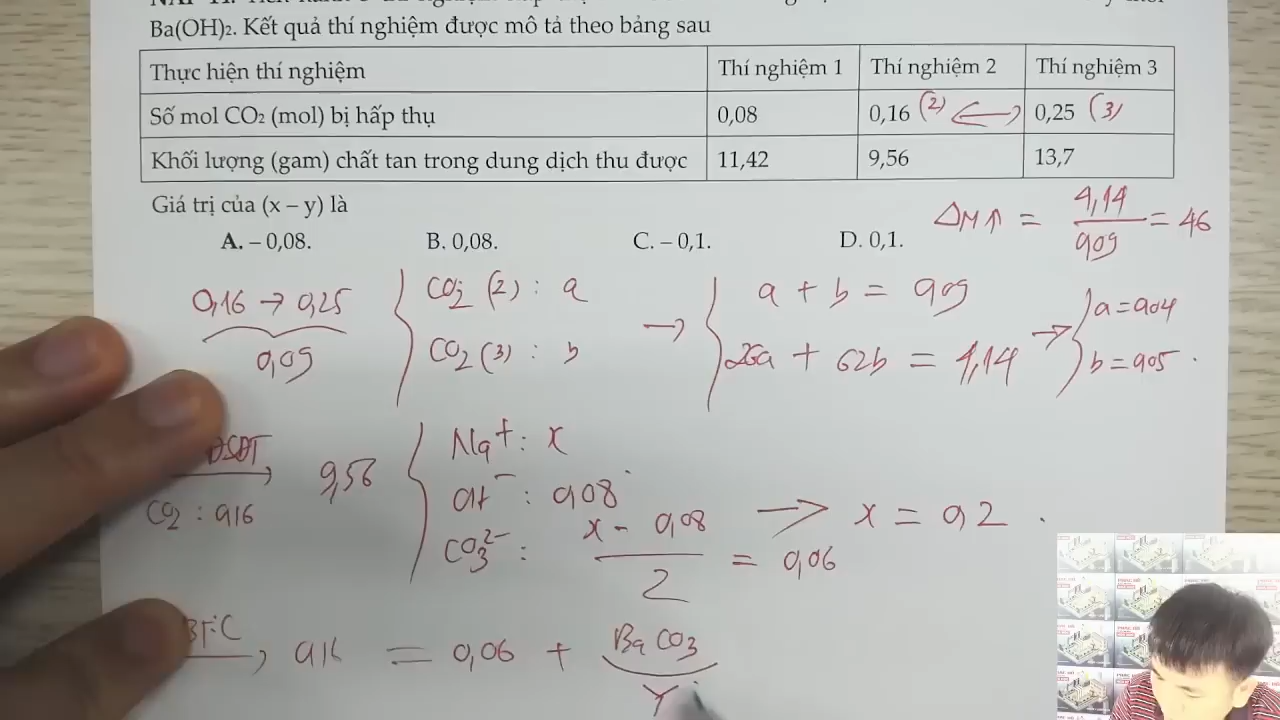 Ba(OH)₂. Kết quả thí nghiệm được mô tả theo bảng sau
Thực hiện thí nghiệm Thí nghiệm 1 Thí nghiệm 2 Thí nghiệm 3
Số mol CO₂ (mol) bị hấp thụ 0,08 0,16 (2) ⟷ 0,25 (3)
Khối lượng (gam) chất tan trong dung dịch thu được 11,42 9,56 13,7
Giá trị của (x – y) là
ΔM↑ = 4,14 / 0,09 = 46
A. – 0,08. B. 0,08. C. – 0,1. D. 0,1.
0,16 → 0,25
0,09
CO₂ (2) : a
CO₂ (3) : b
→ a + b = 0,09
26a + 62b = 4,14
→ a = 0,04
b = 0,05.
BSĐT
CO₂ : 0,16
9,56
Na⁺ : x
OH⁻ : 0,08
CO₃²⁻ : x - 0,08 / 2 = 0,06
→ x = 0,2.
BT:C → 0,16 = 0,06 + BaCO₃
y